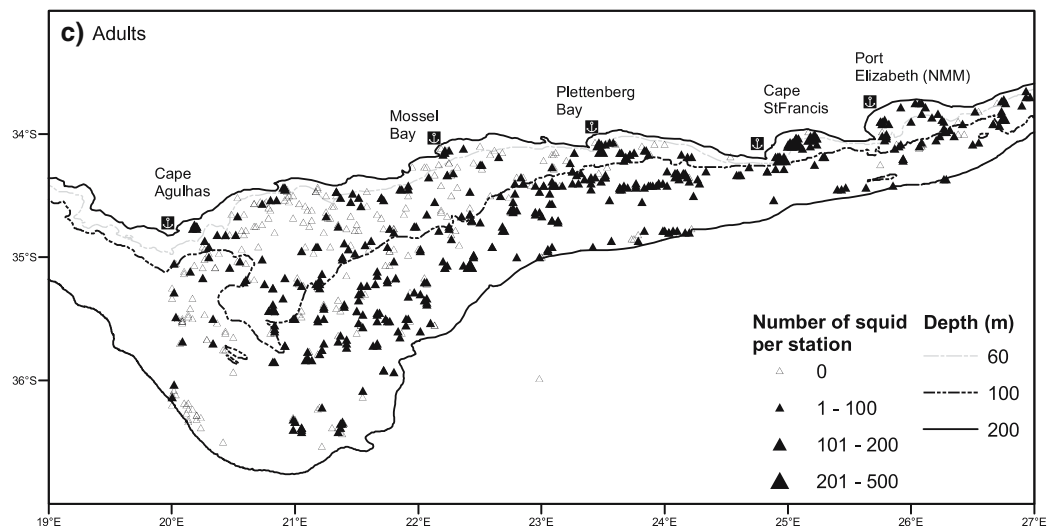 c) Adults
Port
Elizabeth (NMM)
Cape
StFrancis
Plettenberg
Bay
Mossel
Bay
Cape
Agulhas
34°S
35°S
36°S
Number of squid
per station
0
1 - 100
101 - 200
201 - 500
Depth (m)
60
100
200
19°E 20°E 21°E 22°E 23°E 24°E 25°E 26°E 27°E